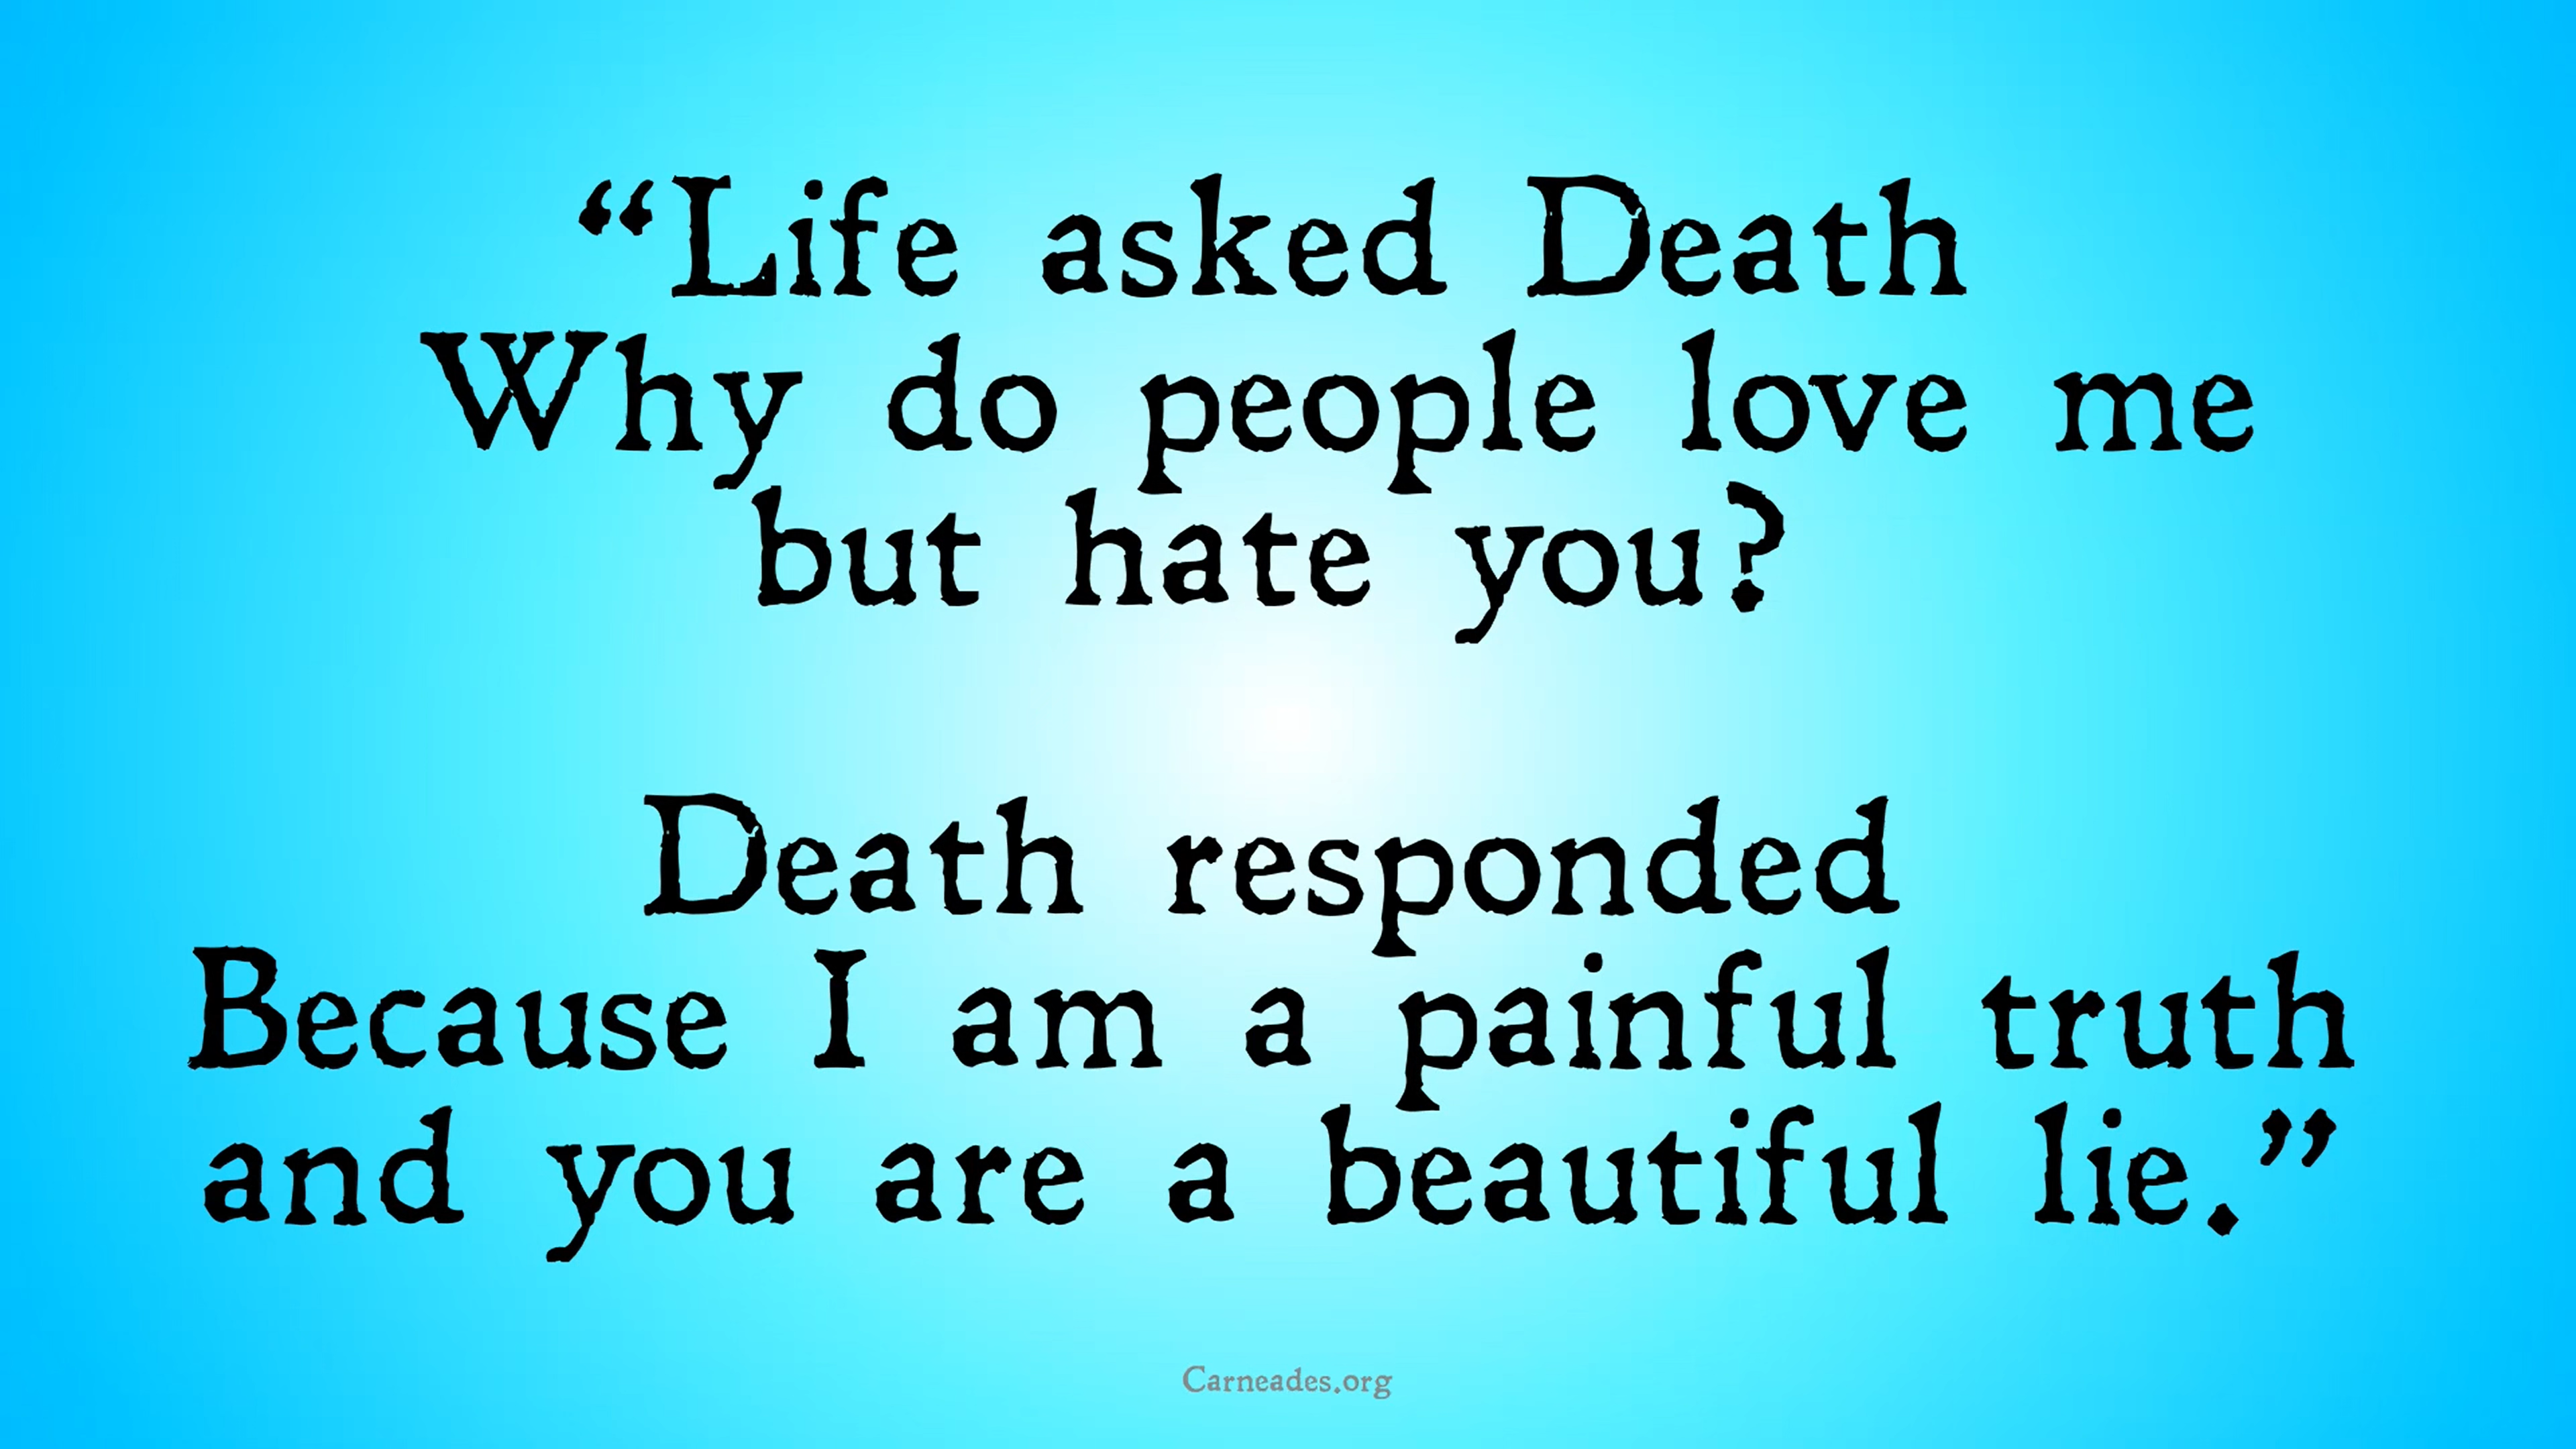 “Life asked Death
Why do people love me
but hate you?
Death responded
Because I am a painful truth
and you are a beautiful lie.”
Carneades.org